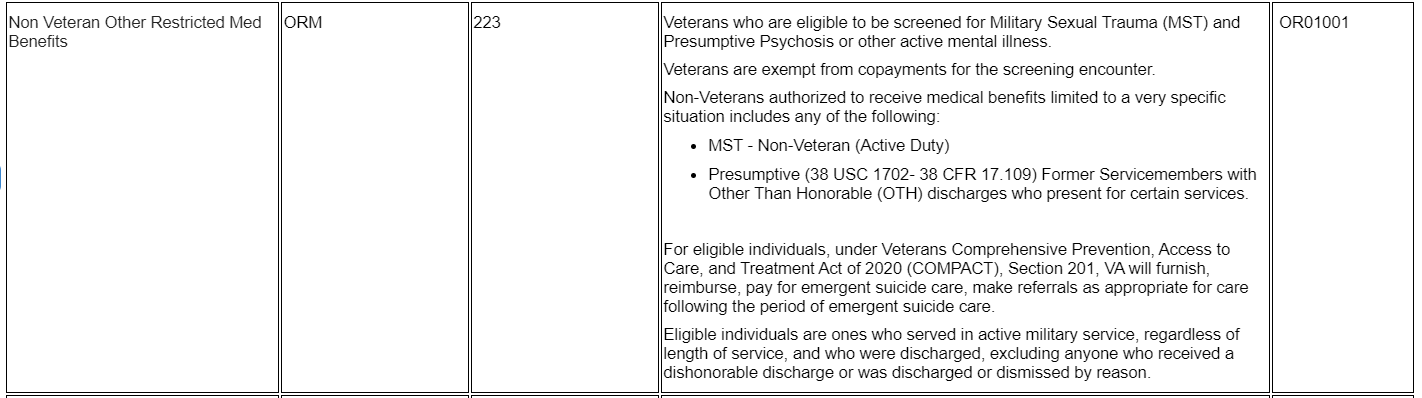 Non Veteran Other Restricted Med
Benefits
ORM
223
Veterans who are eligible to be screened for Military Sexual Trauma (MST) and
Presumptive Psychosis or other active mental illness.
Veterans are exempt from copayments for the screening encounter.
Non-Veterans authorized to receive medical benefits limited to a very specific
situation includes any of the following:
• MST - Non-Veteran (Active Duty)
• Presumptive (38 USC 1702- 38 CFR 17.109) Former Servicemembers with
Other Than Honorable (OTH) discharges who present for certain services.
For eligible individuals, under Veterans Comprehensive Prevention, Access to
Care, and Treatment Act of 2020 (COMPACT), Section 201, VA will furnish,
reimburse, pay for emergent suicide care, make referrals as appropriate for care
following the period of emergent suicide care.
Eligible individuals are ones who served in active military service, regardless of
length of service, and who were discharged, excluding anyone who received a
dishonorable discharge or was discharged or dismissed by reason.
OR01001